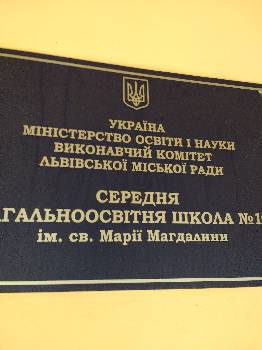 УКРАЇНА
МІНІСТЕРСТВО ОСВІТИ І НАУКИ
ВИКОНАВЧИЙ КОМІТЕТ
ЛЬВІВСЬКОЇ МІСЬКОЇ РАДИ
СЕРЕДНЯ
АГАЛЬНООСВІТНЯ ШКОЛА №1
ім. св. Марії Магдалини